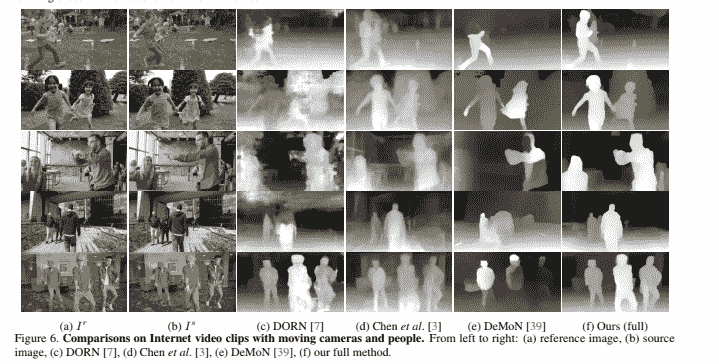 (a) Iʳ (b) Iˢ (c) DORN [7] (d) Chen et al. [3] (e) DeMoN [39] (f) Ours (full)
Figure 6. Comparisons on Internet video clips with moving cameras and people. From left to right: (a) reference image, (b) source
image, (c) DORN [7], (d) Chen et al. [3], (e) DeMoN [39], (f) our full method.